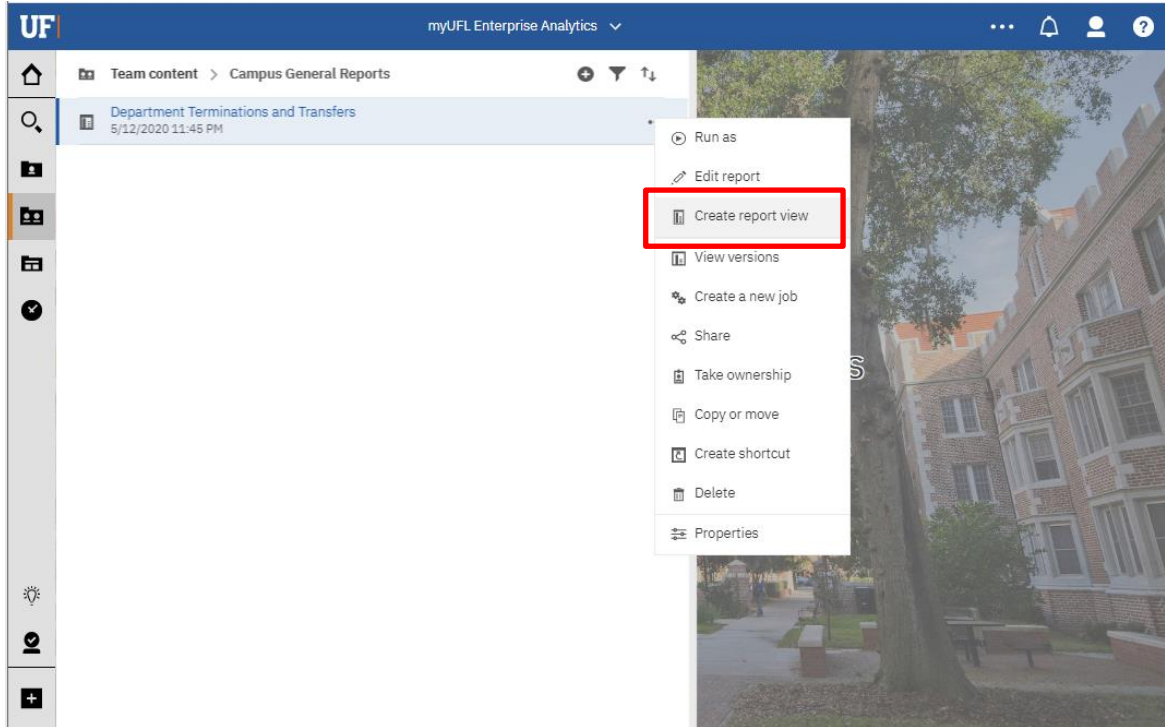 UF
myUFL Enterprise Analytics
Team content > Campus General Reports
Department Terminations and Transfers
5/12/2020 11:45 PM
Run as
Edit report
Create report view
View versions
Create a new job
Share
Take ownership
Copy or move
Create shortcut
Delete
Properties
S